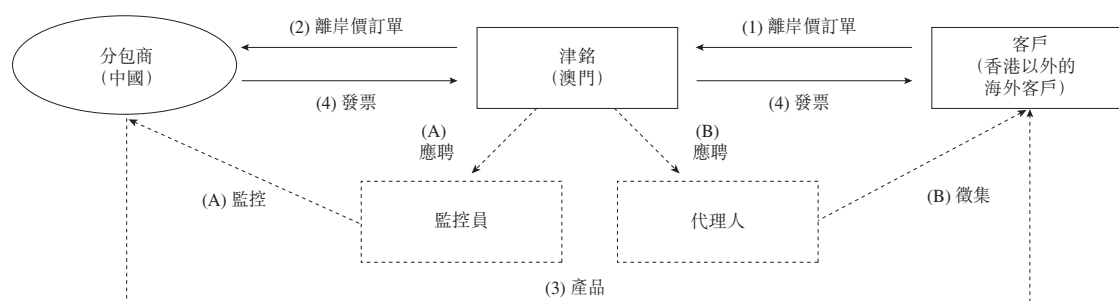 (2) 離岸價訂單
(1) 離岸價訂單
分包商
(中國)
津銘
(澳門)
客戶
(香港以外的
海外客戶)
(4) 發票
(4) 發票
(A)
應聘
(B)
應聘
(A) 監控
(B) 徵集
監控員
代理人
(3) 產品